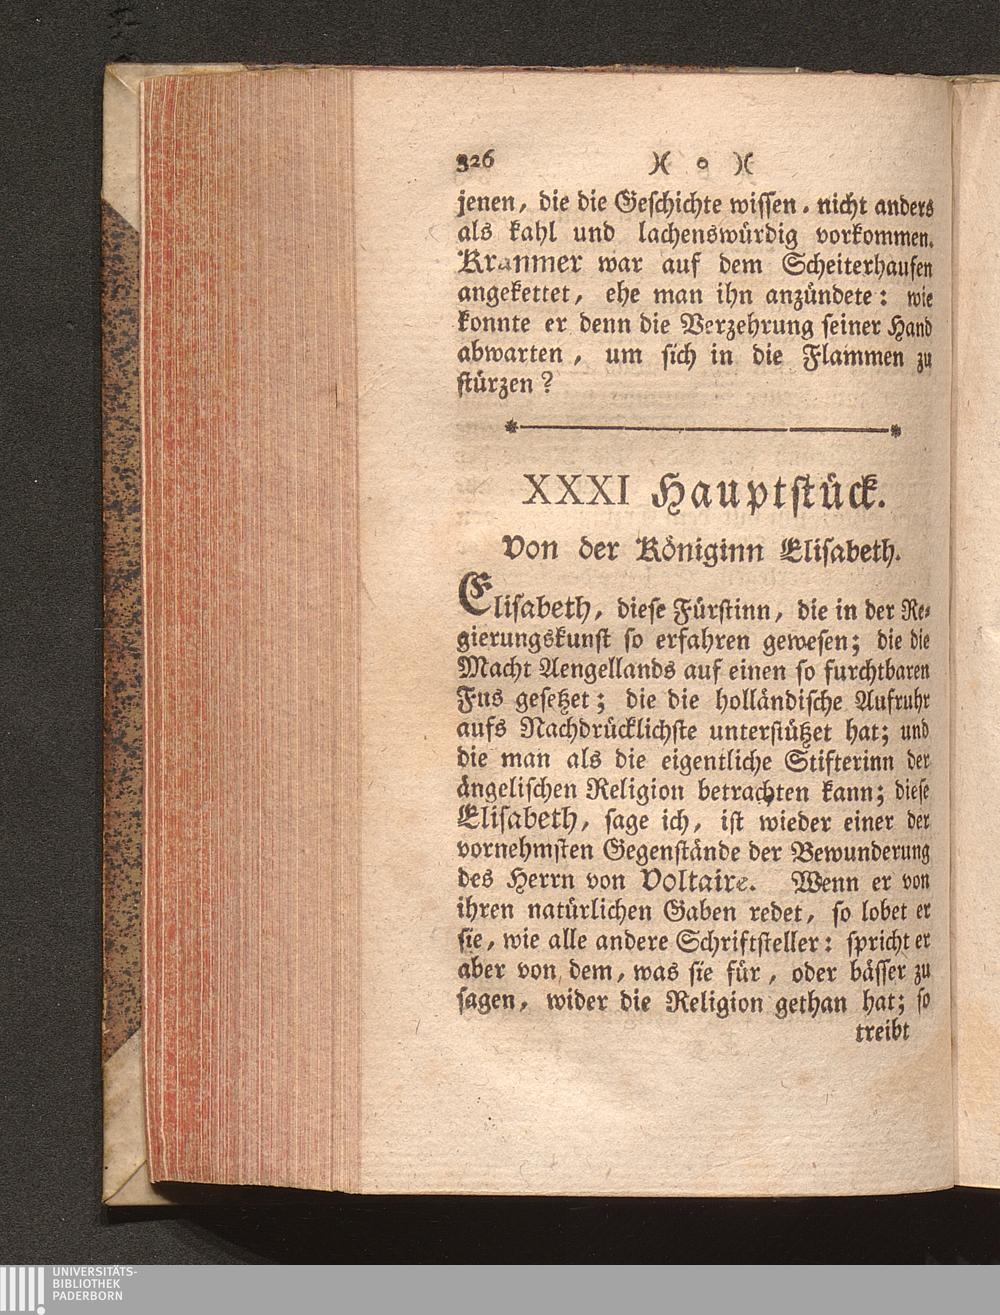 326 )( o )(
jenen, die die Geschichte wissen, nicht anders
als kahl und lachenswürdig vorkommen.
Kranmer war auf dem Scheiterhaufen
angekettet, ehe man ihn anzündete: wie
konnte er denn die Verzehrung seiner Hand
abwarten, um sich in die Flammen zu
stürzen?
XXXI Hauptstück.
Von der Königinn Elisabeth.
Elisabeth, diese Fürstinn, die in der Re-
gierungskunst so erfahren gewesen; die die
Macht Aengellands auf einen so furchtbaren
Fus gesetzet; die die holländische Aufruhr
aufs Nachdrücklichste unterstützet hat; und
die man als die eigentliche Stifterinn der
ängelischen Religion betrachten kann; diese
Elisabeth, sage ich, ist wieder einer der
vornehmsten Gegenstände der Bewunderung
des Herrn von Voltaire. Wenn er von
ihren natürlichen Gaben redet, so lobet er
sie, wie alle andere Schriftsteller: spricht er
aber von dem, was sie für, oder bässer zu
sagen, wider die Religion gethan hat; so
treibt
UNIVERSITÄTS-
BIBLIOTHEK
PADERBORN